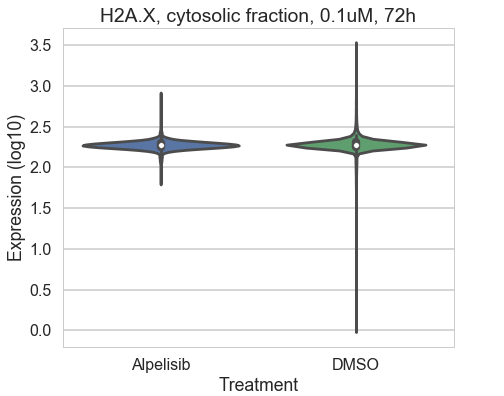 H2A.X, cytosolic fraction, 0.1uM, 72h
Expression (log10)
3.5
3.0
2.5
2.0
1.5
1.0
0.5
0.0
Alpelisib DMSO
Treatment